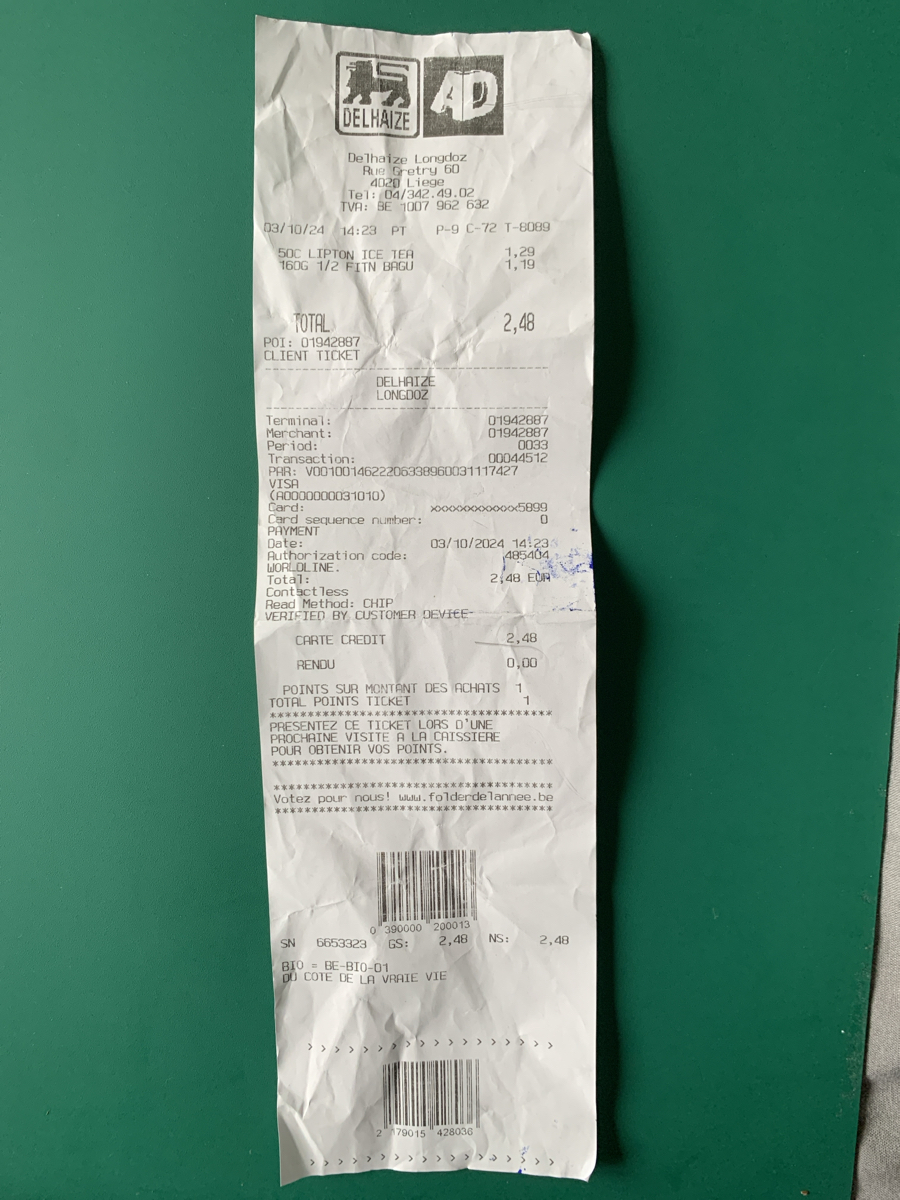 DELHAIZE AD
Delhaize Longdoz
Rue Gretry 60
4020 Liege
Tel: 04/342.49.02
TVA: BE 1007 962 632
03/10/24 14:23 PT P-9 C-72 T-8089
50C LIPTON ICE TEA 1,29
160G 1/2 FITN BAGU 1,19
TOTAL 2,48
POI: 01942887
CLIENT TICKET
DELHAIZE
LONGDOZ
Terminal: 01942887
Merchant: 01942887
Period: 0033
Transaction: 00044512
PAR: V0010014622206338960031117427
VISA
(A0000000031010)
Card: xxxxxxxxxxxx5899
Card sequence number: 0
PAYMENT
Date: 03/10/2024 14:23
Authorization code: 485404
WORLDLINE.
Total: 2,48 EUR
Contactless
Read Method: CHIP
VERIFIED BY CUSTOMER DEVICE
CARTE CREDIT 2,48
RENDU 0,00
POINTS SUR MONTANT DES ACHATS 1
TOTAL POINTS TICKET 1
****************************************
PRESENTEZ CE TICKET LORS D'UNE
PROCHAINE VISITE A LA CAISSIERE
POUR OBTENIR VOS POINTS.
****************************************
****************************************
Votez pour nous! www.folderdelannee.be
****************************************
0 390000 200013
SN 6653323 GS: 2,48 NS: 2,48
BIO = BE-BIO-01
DU COTE DE LA VRAIE VIE
> > > > > > > > > > > > > > > > > > > >
2 179015 428036
> > > > > > > > > > > > > > > > > > > >